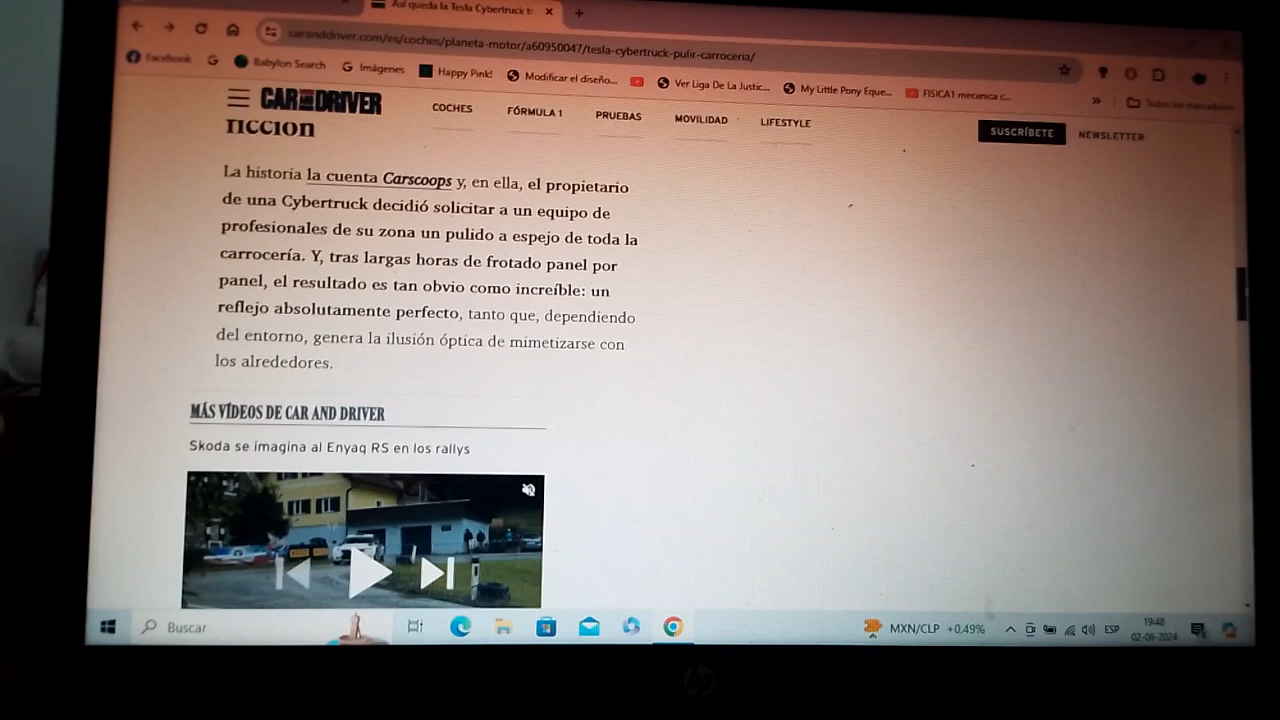 Así queda la Tesla Cybertruck tr
caranddriver.com/es/coches/planeta-motor/a60950047/tesla-cybertruck-pulir-carroceria/
Facebook
Babylon Search
Imágenes
Happy Pink!
Modificar el diseño...
Ver Liga De La Justic...
My Little Pony Eque...
FISICA1 mecanica c...
Todos los marcadores
CAR AND DRIVER
COCHES
FÓRMULA 1
PRUEBAS
MOVILIDAD
LIFESTYLE
SUSCRÍBETE
NEWSLETTER
ficción
La historia la cuenta Carscoops y, en ella, el propietario
de una Cybertruck decidió solicitar a un equipo de
profesionales de su zona un pulido a espejo de toda la
carrocería. Y, tras largas horas de frotado panel por
panel, el resultado es tan obvio como increíble: un
reflejo absolutamente perfecto, tanto que, dependiendo
del entorno, genera la ilusión óptica de mimetizarse con
los alrededores.
MÁS VÍDEOS DE CAR AND DRIVER
Skoda se imagina al Enyaq RS en los rallys
Buscar
MXN/CLP +0,49%
ESP
19:48
02-06-2024
hp